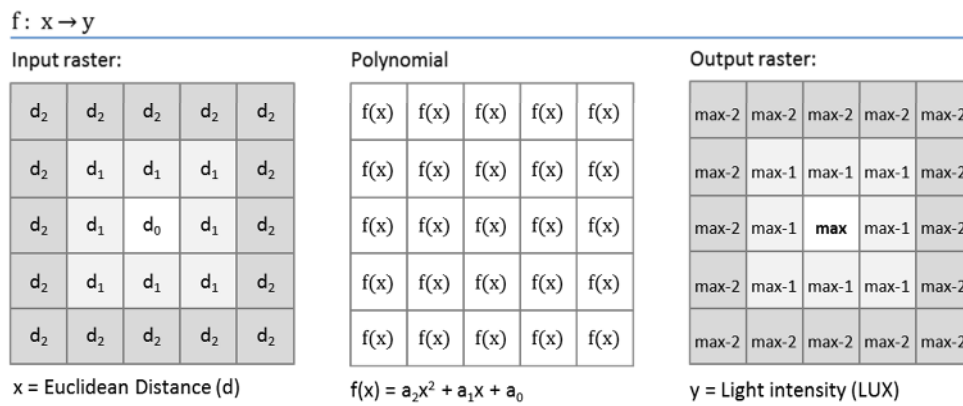 f: x → y
Input raster: Polynomial Output raster:
d₂ d₂ d₂ d₂ d₂ f(x) f(x) f(x) f(x) f(x) max-2 max-2 max-2 max-2 max-2
d₂ d₁ d₁ d₁ d₂ f(x) f(x) f(x) f(x) f(x) max-2 max-1 max-1 max-1 max-2
d₂ d₁ d₀ d₁ d₂ f(x) f(x) f(x) f(x) f(x) max-2 max-1 max max-1 max-2
d₂ d₁ d₁ d₁ d₂ f(x) f(x) f(x) f(x) f(x) max-2 max-1 max-1 max-1 max-2
d₂ d₂ d₂ d₂ d₂ f(x) f(x) f(x) f(x) f(x) max-2 max-2 max-2 max-2 max-2
x = Euclidean Distance (d) f(x) = a₂x² + a₁x + a₀ y = Light intensity (LUX)